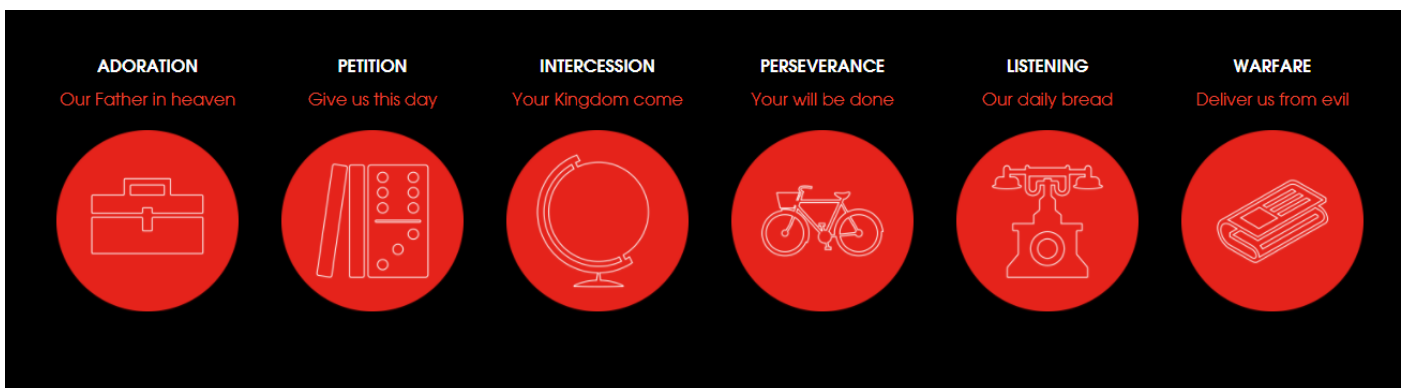 ADORATION
Our Father in heaven
PETITION
Give us this day
INTERCESSION
Your Kingdom come
PERSEVERANCE
Your will be done
LISTENING
Our daily bread
WARFARE
Deliver us from evil